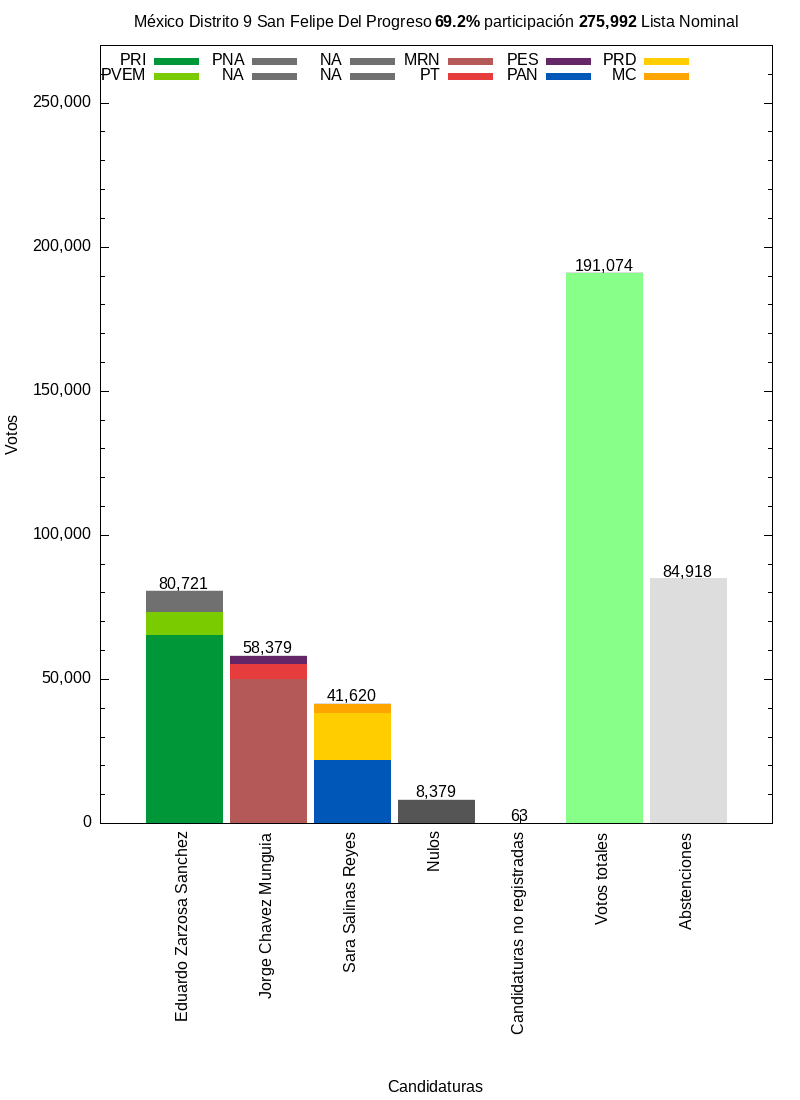 México Distrito 9 San Felipe Del Progreso 69.2% participación 275,992 Lista Nominal
PRI PNA NA MRN PES PRD
PVEM NA NA PT PAN MC
250,000
200,000
150,000
100,000
50,000
0
Votos
80,721
58,379
41,620
8,379
63
191,074
84,918
Eduardo Zarzosa Sanchez
Jorge Chavez Munguia
Sara Salinas Reyes
Nulos
Candidaturas no registradas
Votos totales
Abstenciones
Candidaturas